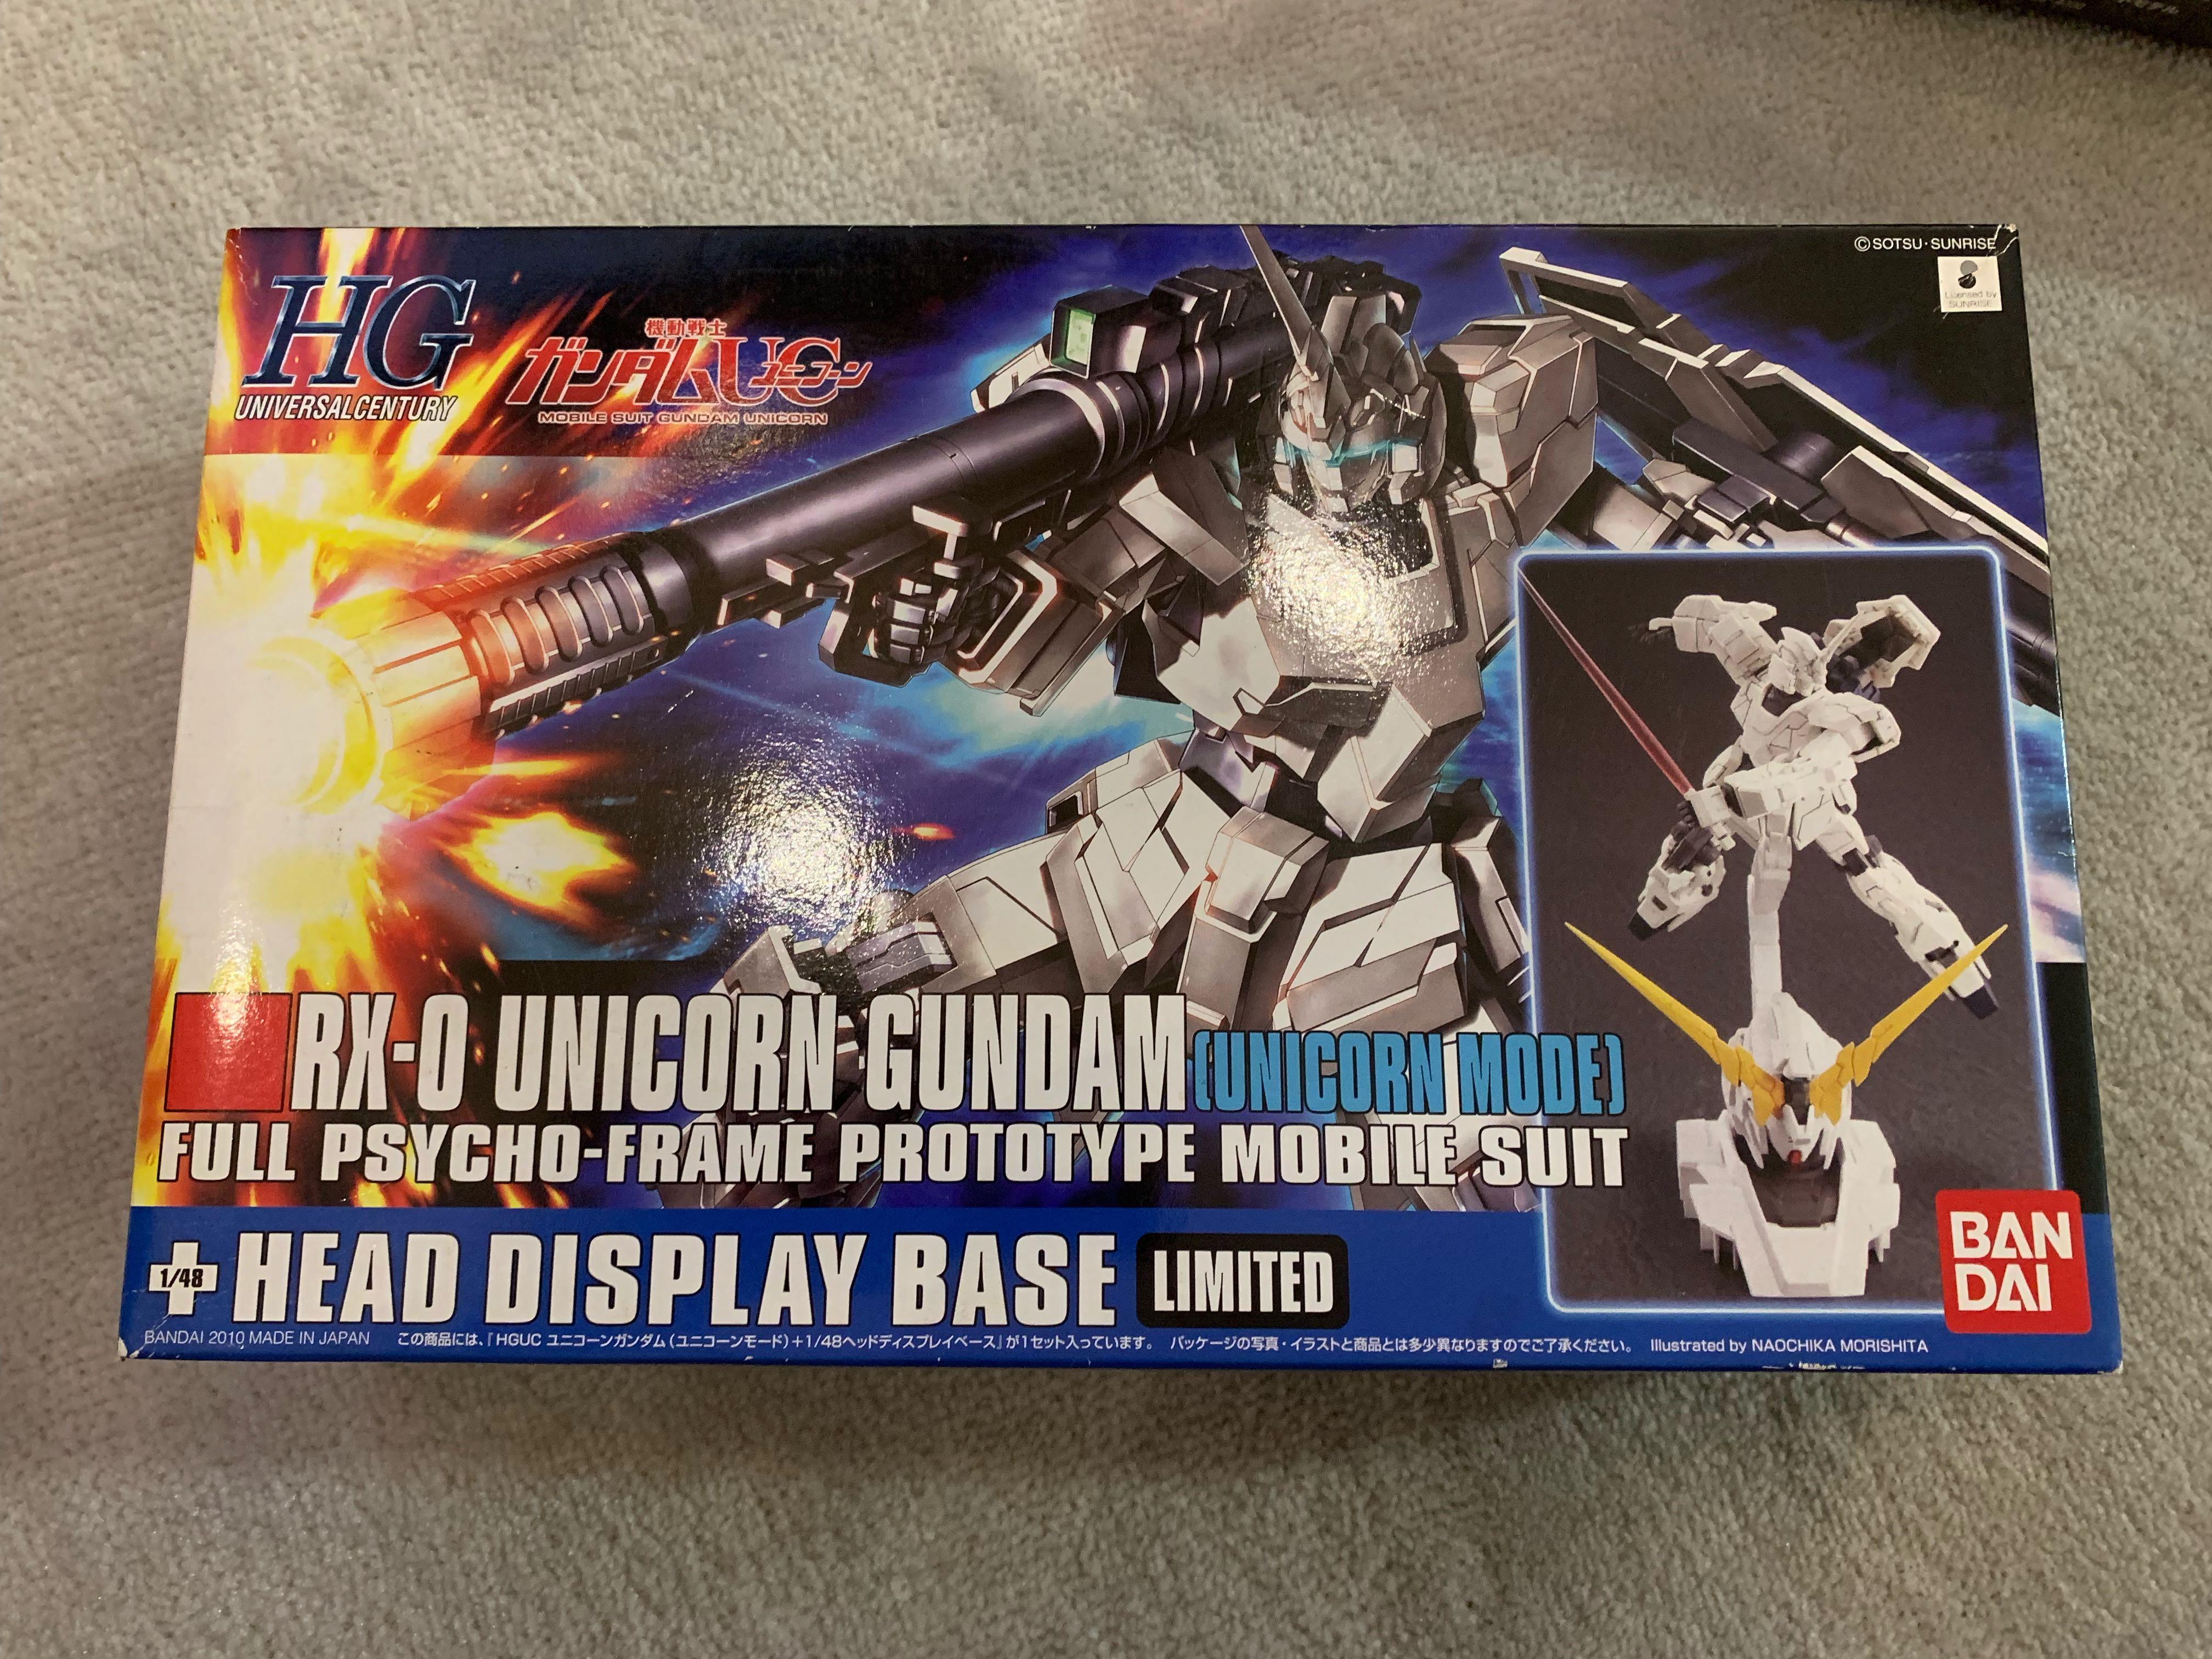 ©SOTSU・SUNRISE
Licensed by
SUNRISE
HG
UNIVERSAL CENTURY
機動戦士
ガンダムUC
ユニコーン
MOBILE SUIT GUNDAM UNICORN
RX-0 UNICORN GUNDAM (UNICORN MODE)
FULL PSYCHO-FRAME PROTOTYPE MOBILE SUIT
+ 1/48 HEAD DISPLAY BASE LIMITED
BAN
DAI
BANDAI 2010 MADE IN JAPAN この商品には、『HGUC ユニコーンガンダム（ユニコーンモード）+1/48ヘッドディスプレイベース』が1セット入っています。 パッケージの写真・イラストと商品とは多少異なりますのでご了承ください。 Illustrated by NAOCHIKA MORISHITA